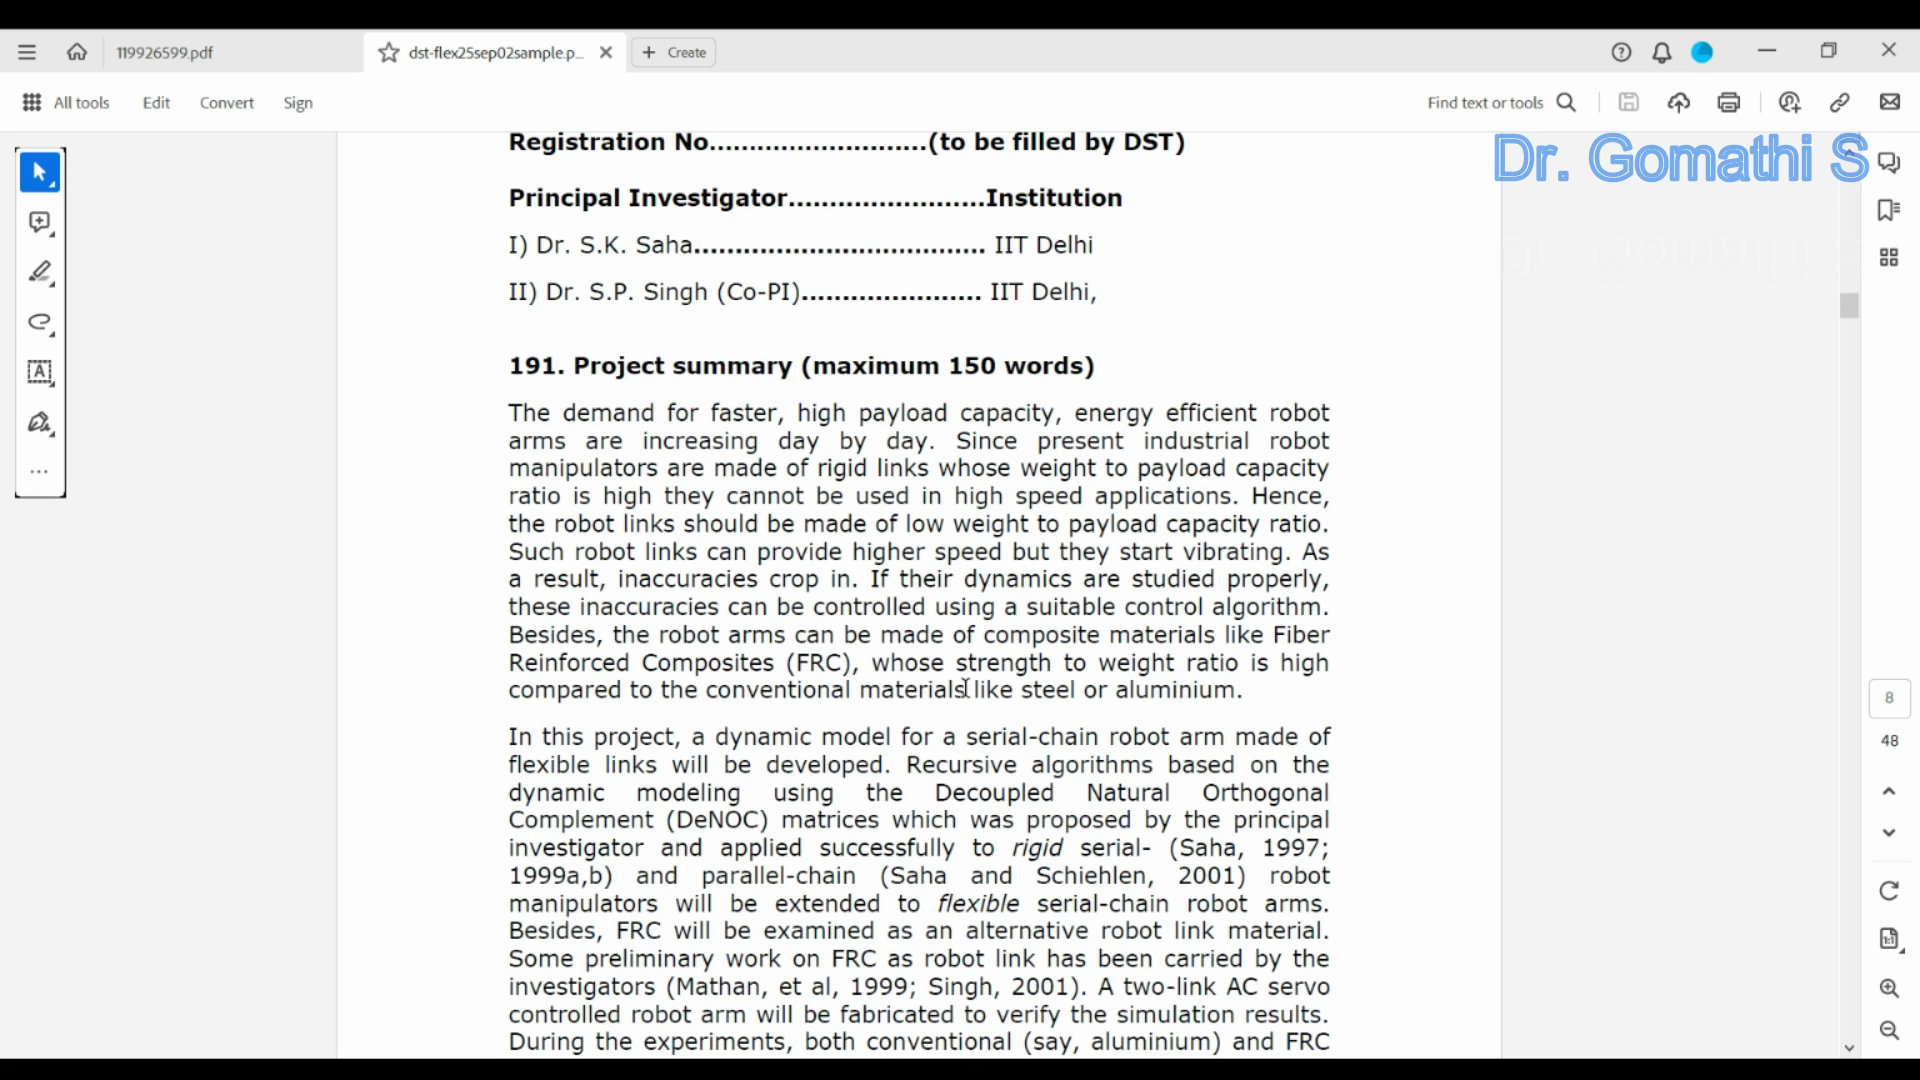 119926599.pdf
dst-flex25sep02sample.p...
Create
All tools
Edit
Convert
Sign
Find text or tools
Dr. Gomathi S
Registration No...........................(to be filled by DST)
Principal Investigator........................Institution
I) Dr. S.K. Saha.................................... IIT Delhi
II) Dr. S.P. Singh (Co-PI)...................... IIT Delhi,
191. Project summary (maximum 150 words)
The demand for faster, high payload capacity, energy efficient robot
arms are increasing day by day. Since present industrial robot
manipulators are made of rigid links whose weight to payload capacity
ratio is high they cannot be used in high speed applications. Hence,
the robot links should be made of low weight to payload capacity ratio.
Such robot links can provide higher speed but they start vibrating. As
a result, inaccuracies crop in. If their dynamics are studied properly,
these inaccuracies can be controlled using a suitable control algorithm.
Besides, the robot arms can be made of composite materials like Fiber
Reinforced Composites (FRC), whose strength to weight ratio is high
compared to the conventional materials like steel or aluminium.
In this project, a dynamic model for a serial-chain robot arm made of
flexible links will be developed. Recursive algorithms based on the
dynamic modeling using the Decoupled Natural Orthogonal
Complement (DeNOC) matrices which was proposed by the principal
investigator and applied successfully to rigid serial- (Saha, 1997;
1999a,b) and parallel-chain (Saha and Schiehlen, 2001) robot
manipulators will be extended to flexible serial-chain robot arms.
Besides, FRC will be examined as an alternative robot link material.
Some preliminary work on FRC as robot link has been carried by the
investigators (Mathan, et al, 1999; Singh, 2001). A two-link AC servo
controlled robot arm will be fabricated to verify the simulation results.
During the experiments, both conventional (say, aluminium) and FRC
8
48